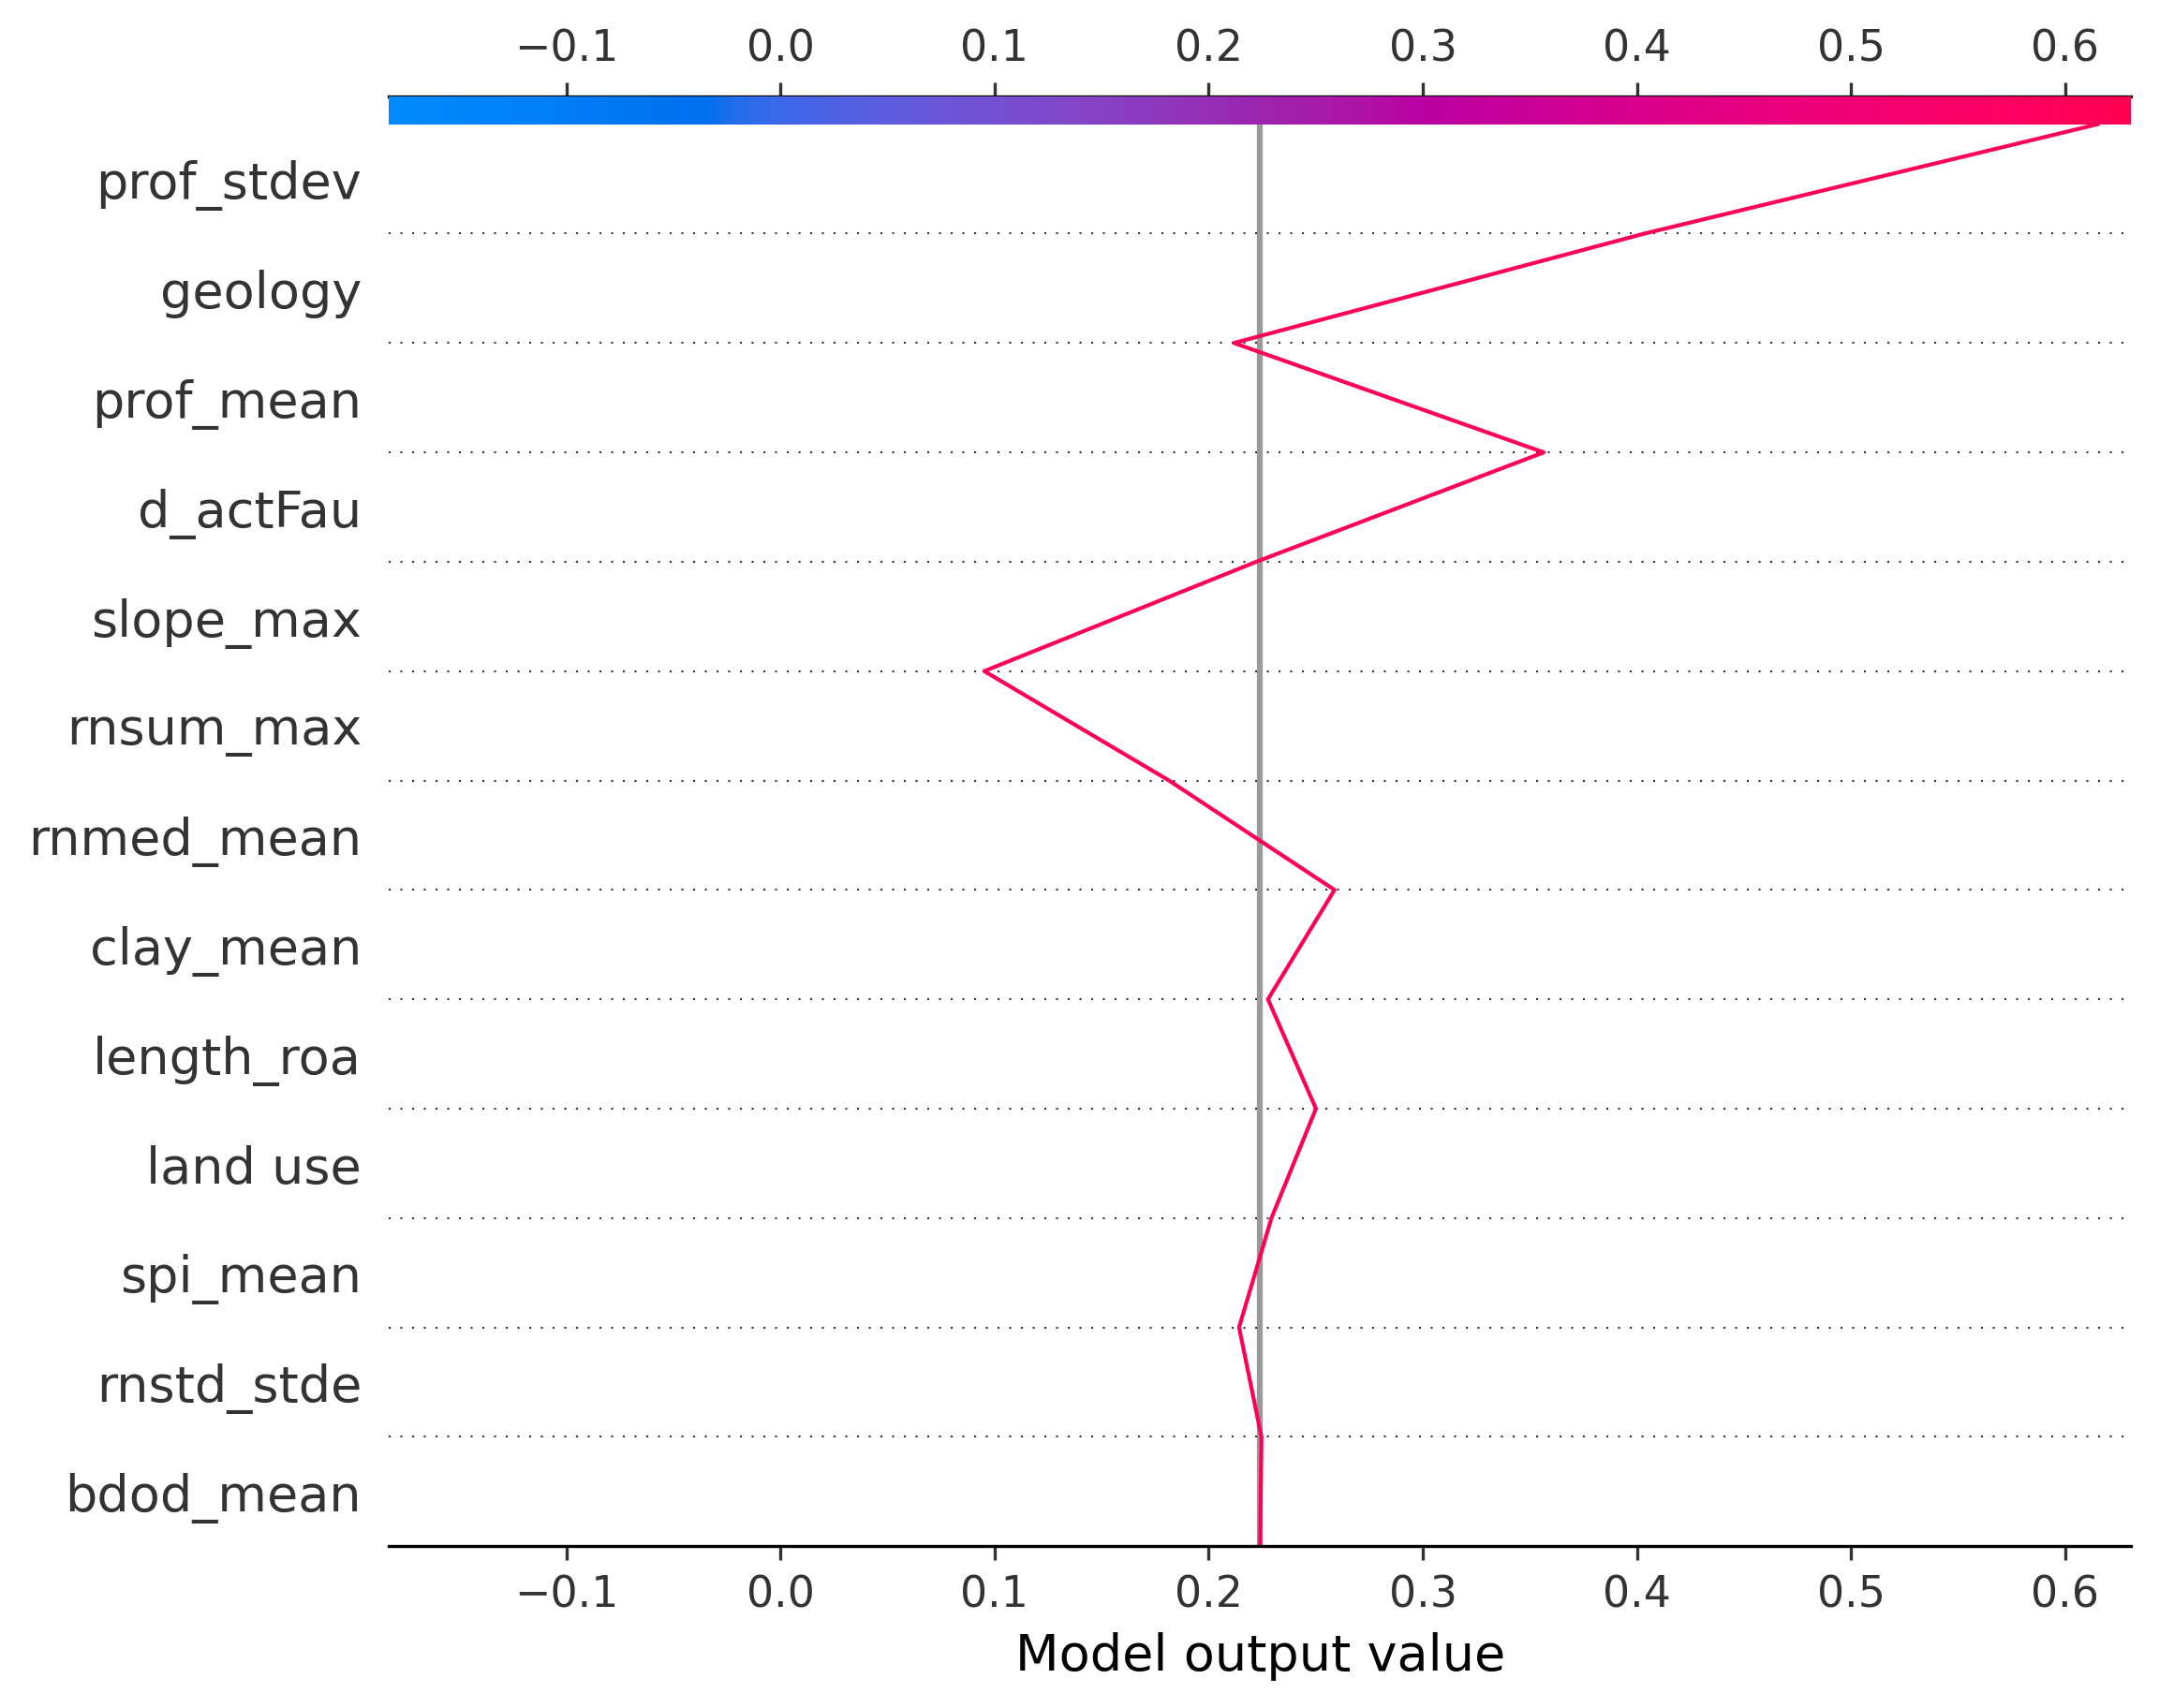 −0.1 0.0 0.1 0.2 0.3 0.4 0.5 0.6
prof_stdev
geology
prof_mean
d_actFau
slope_max
rnsum_max
rnmed_mean
clay_mean
length_roa
land use
spi_mean
rnstd_stde
bdod_mean
−0.1 0.0 0.1 0.2 0.3 0.4 0.5 0.6
Model output value